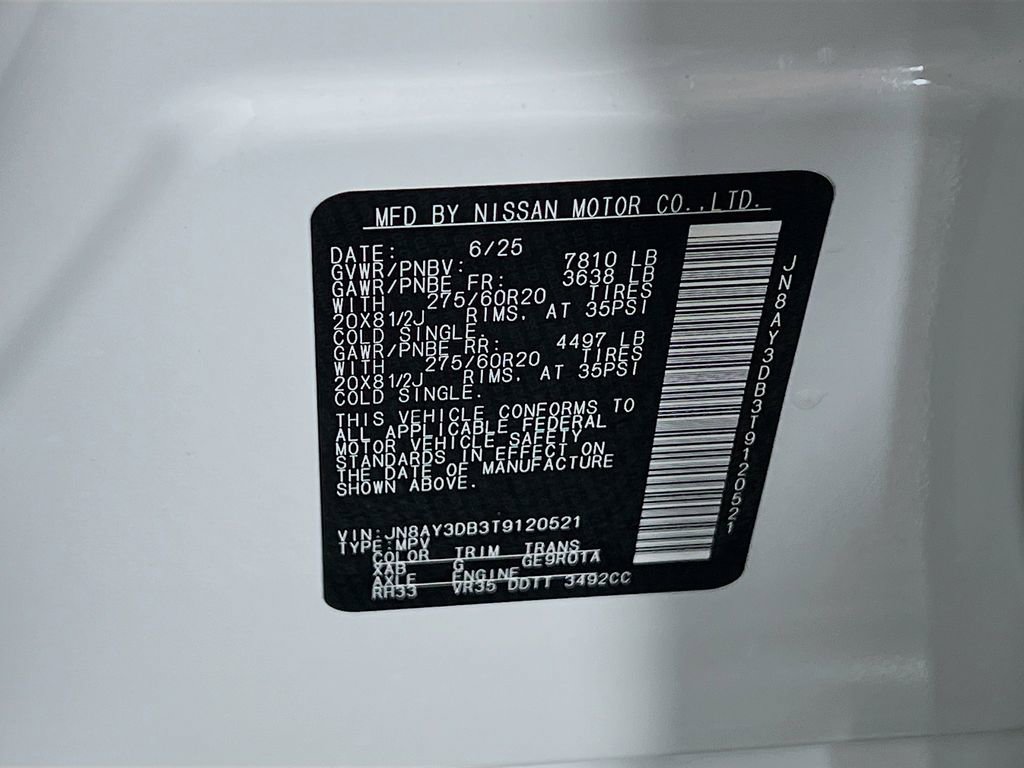 MFD BY NISSAN MOTOR CO.,LTD.
DATE: 6/25
GVWR/PNBV: 7810 LB
GAWR/PNBE FR: 3638 LB
WITH 275/60R20 TIRES
20X81/2J RIMS. AT 35PSI
COLD SINGLE.
GAWR/PNBE RR: 4497 LB
WITH 275/60R20 TIRES
20X81/2J RIMS. AT 35PSI
COLD SINGLE.
THIS VEHICLE CONFORMS TO
ALL APPLICABLE FEDERAL
MOTOR VEHICLE SAFETY
STANDARDS IN EFFECT ON
THE DATE OF MANUFACTURE
SHOWN ABOVE.
VIN:JN8AY3DB3T9120521
TYPE:MPV
COLOR TRIM TRANS
XAB G GE9R01A
AXLE ENGINE
RH33 VR35 DDTT 3492CC
JN8AY3DB3T9120521